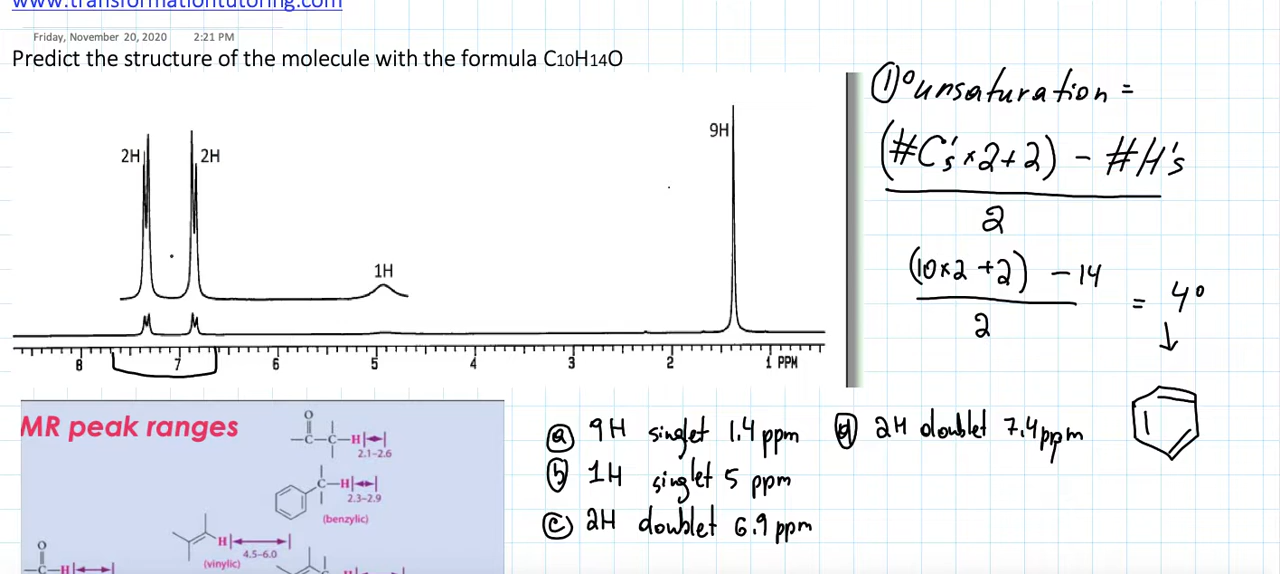 www.transformationtutoring.com
Friday, November 20, 2020 2:21 PM
Predict the structure of the molecule with the formula C10H14O
2H
2H
1H
9H
8 7 6 5 4 3 2 1 PPM
① °unsaturation =
(#C's × 2 + 2) - #H's
2
(10 × 2 + 2) - 14
2
= 4°
MR peak ranges
O
-C-C-H
2.1–2.6
C-H
2.3–2.9
(benzylic)
H
4.5–6.0
(vinylic)
O
-C-H
H
ⓐ 9H singlet 1.4 ppm
ⓑ 1H singlet 5 ppm
ⓒ 2H doublet 6.9 ppm
ⓓ 2H doublet 7.4 ppm